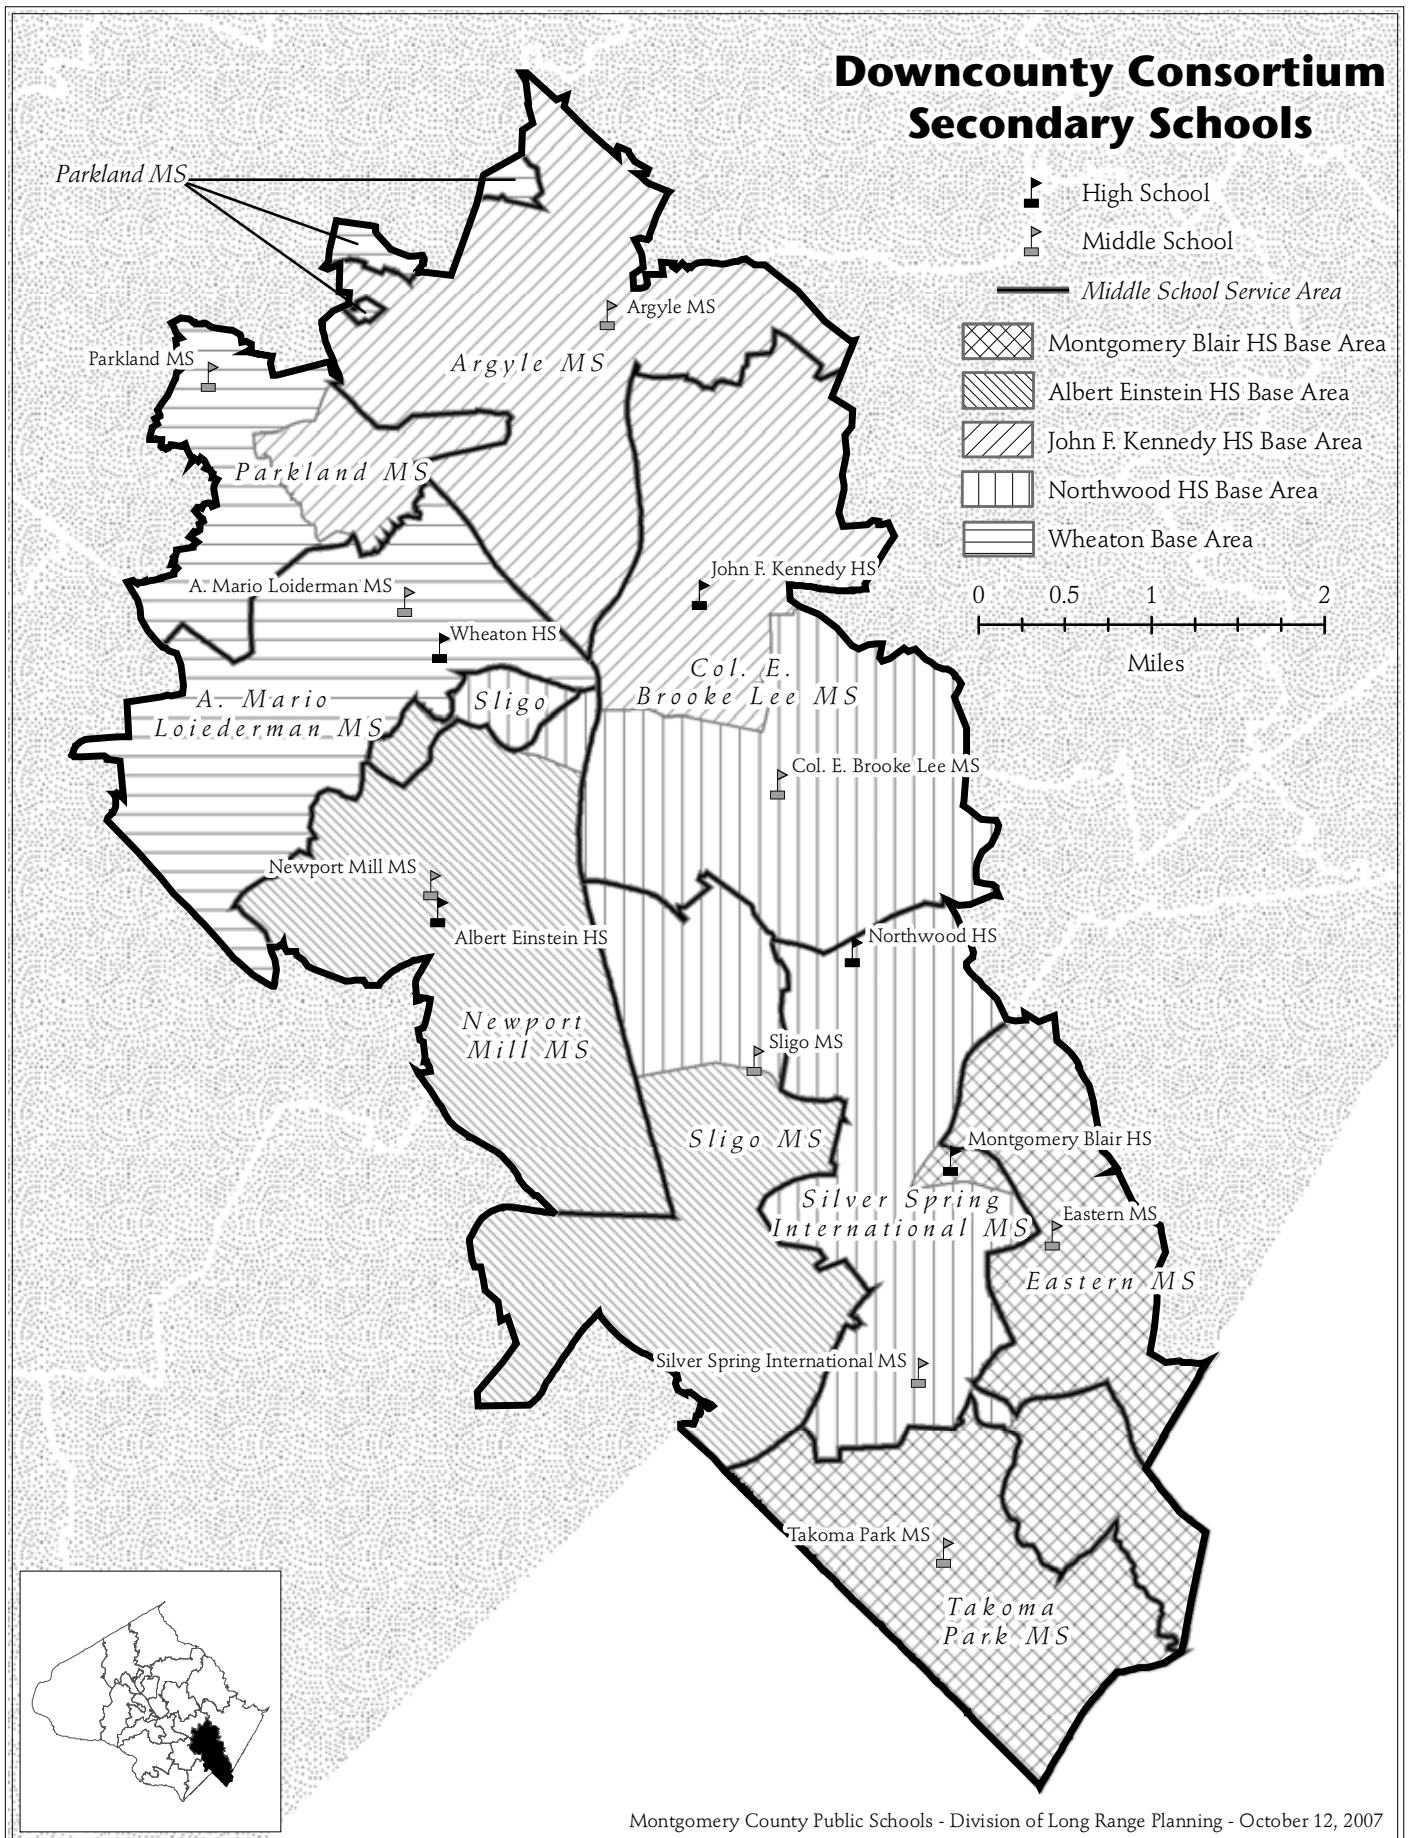 Downcounty Consortium
Secondary Schools
High School
Middle School
Middle School Service Area
Montgomery Blair HS Base Area
Albert Einstein HS Base Area
John F. Kennedy HS Base Area
Northwood HS Base Area
Wheaton Base Area
0 0.5 1 2
Miles
Parkland MS
Argyle MS
Argyle MS
Parkland MS
Parkland MS
John F. Kennedy HS
A. Mario Loiderman MS
Wheaton HS
Col. E.
Brooke Lee MS
Sligo
A. Mario
Loiederman MS
Col. E. Brooke Lee MS
Newport Mill MS
Albert Einstein HS
Northwood HS
Newport
Mill MS
Sligo MS
Sligo MS
Montgomery Blair HS
Silver Spring
International MS
Eastern MS
Eastern MS
Silver Spring International MS
Takoma Park MS
Takoma
Park MS
Montgomery County Public Schools - Division of Long Range Planning - October 12, 2007